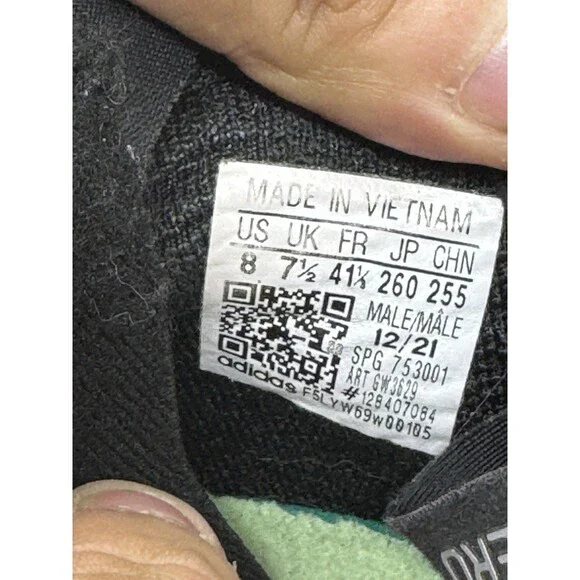 MADE IN VIETNAM
US UK FR JP CHN
8 7½ 41⅓ 260 255
MALE/MÂLE
12/21
SPG 753001
ART GW3629
#128407084
F5LYW69W00105
adidas
ERO